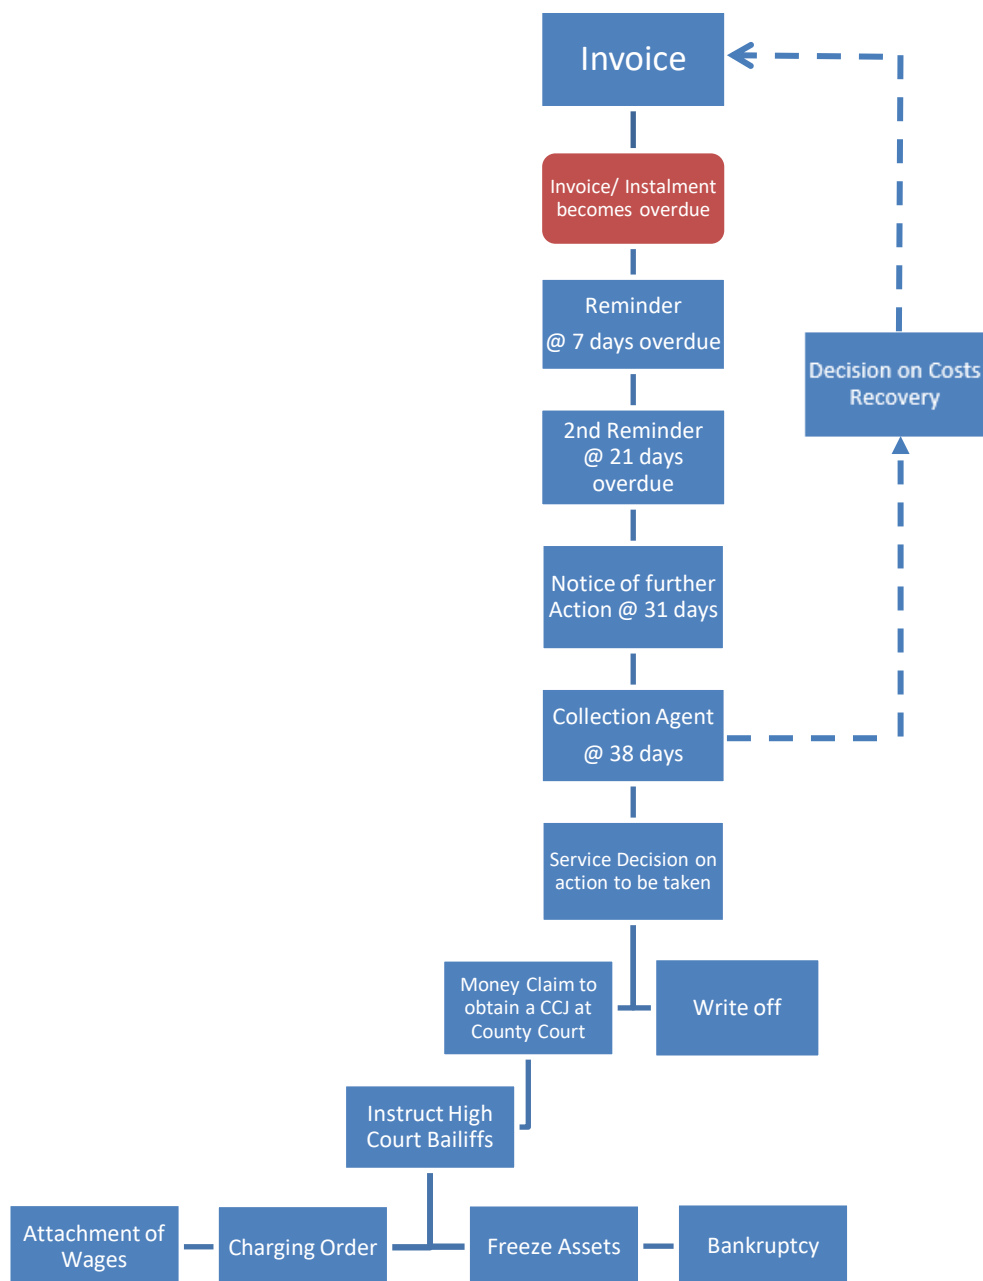 Invoice
Invoice/ Instalment
becomes overdue
Reminder
@ 7 days overdue
Decision on Costs
Recovery
2nd Reminder
@ 21 days
overdue
Notice of further
Action @ 31 days
Collection Agent
@ 38 days
Service Decision on
action to be taken
Money Claim to
obtain a CCJ at
County Court
Write off
Instruct High
Court Bailiffs
Attachment of
Wages
Charging Order
Freeze Assets
Bankruptcy